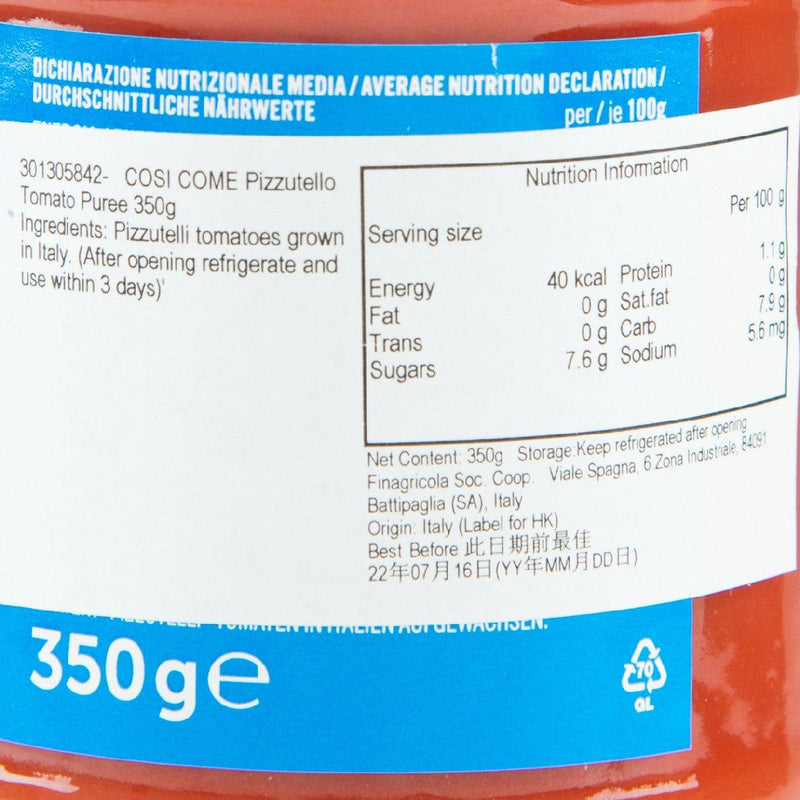 DICHIARAZIONE NUTRIZIONALE MEDIA / AVERAGE NUTRITION DECLARATION /
DURCHSCHNITTLICHE NÄHRWERTE
per / je 100g
301305842- COSI COME Pizzutello
Tomato Puree 350g
Ingredients: Pizzutelli tomatoes grown
in Italy. (After opening refrigerate and
use within 3 days)'
Nutrition Information
Per 100 g
Serving size
Energy 40 kcal Protein 1.1 g
Fat 0 g Sat.fat 0 g
Trans 0 g Carb 7.9 g
Sugars 7.6 g Sodium 5.6 mg
Net Content: 350g Storage:Keep refrigerated after opening
Finagricola Soc. Coop. Viale Spagna, 6 Zona Industriale, 84091
Battipaglia (SA), Italy
Origin: Italy (Label for HK)
Best Before 此日期前最佳
22年07月16日(YY年MM月DD日)
TOMATEN IN ITALIEN AUFGEWACHSEN.
350 g e
70
GL